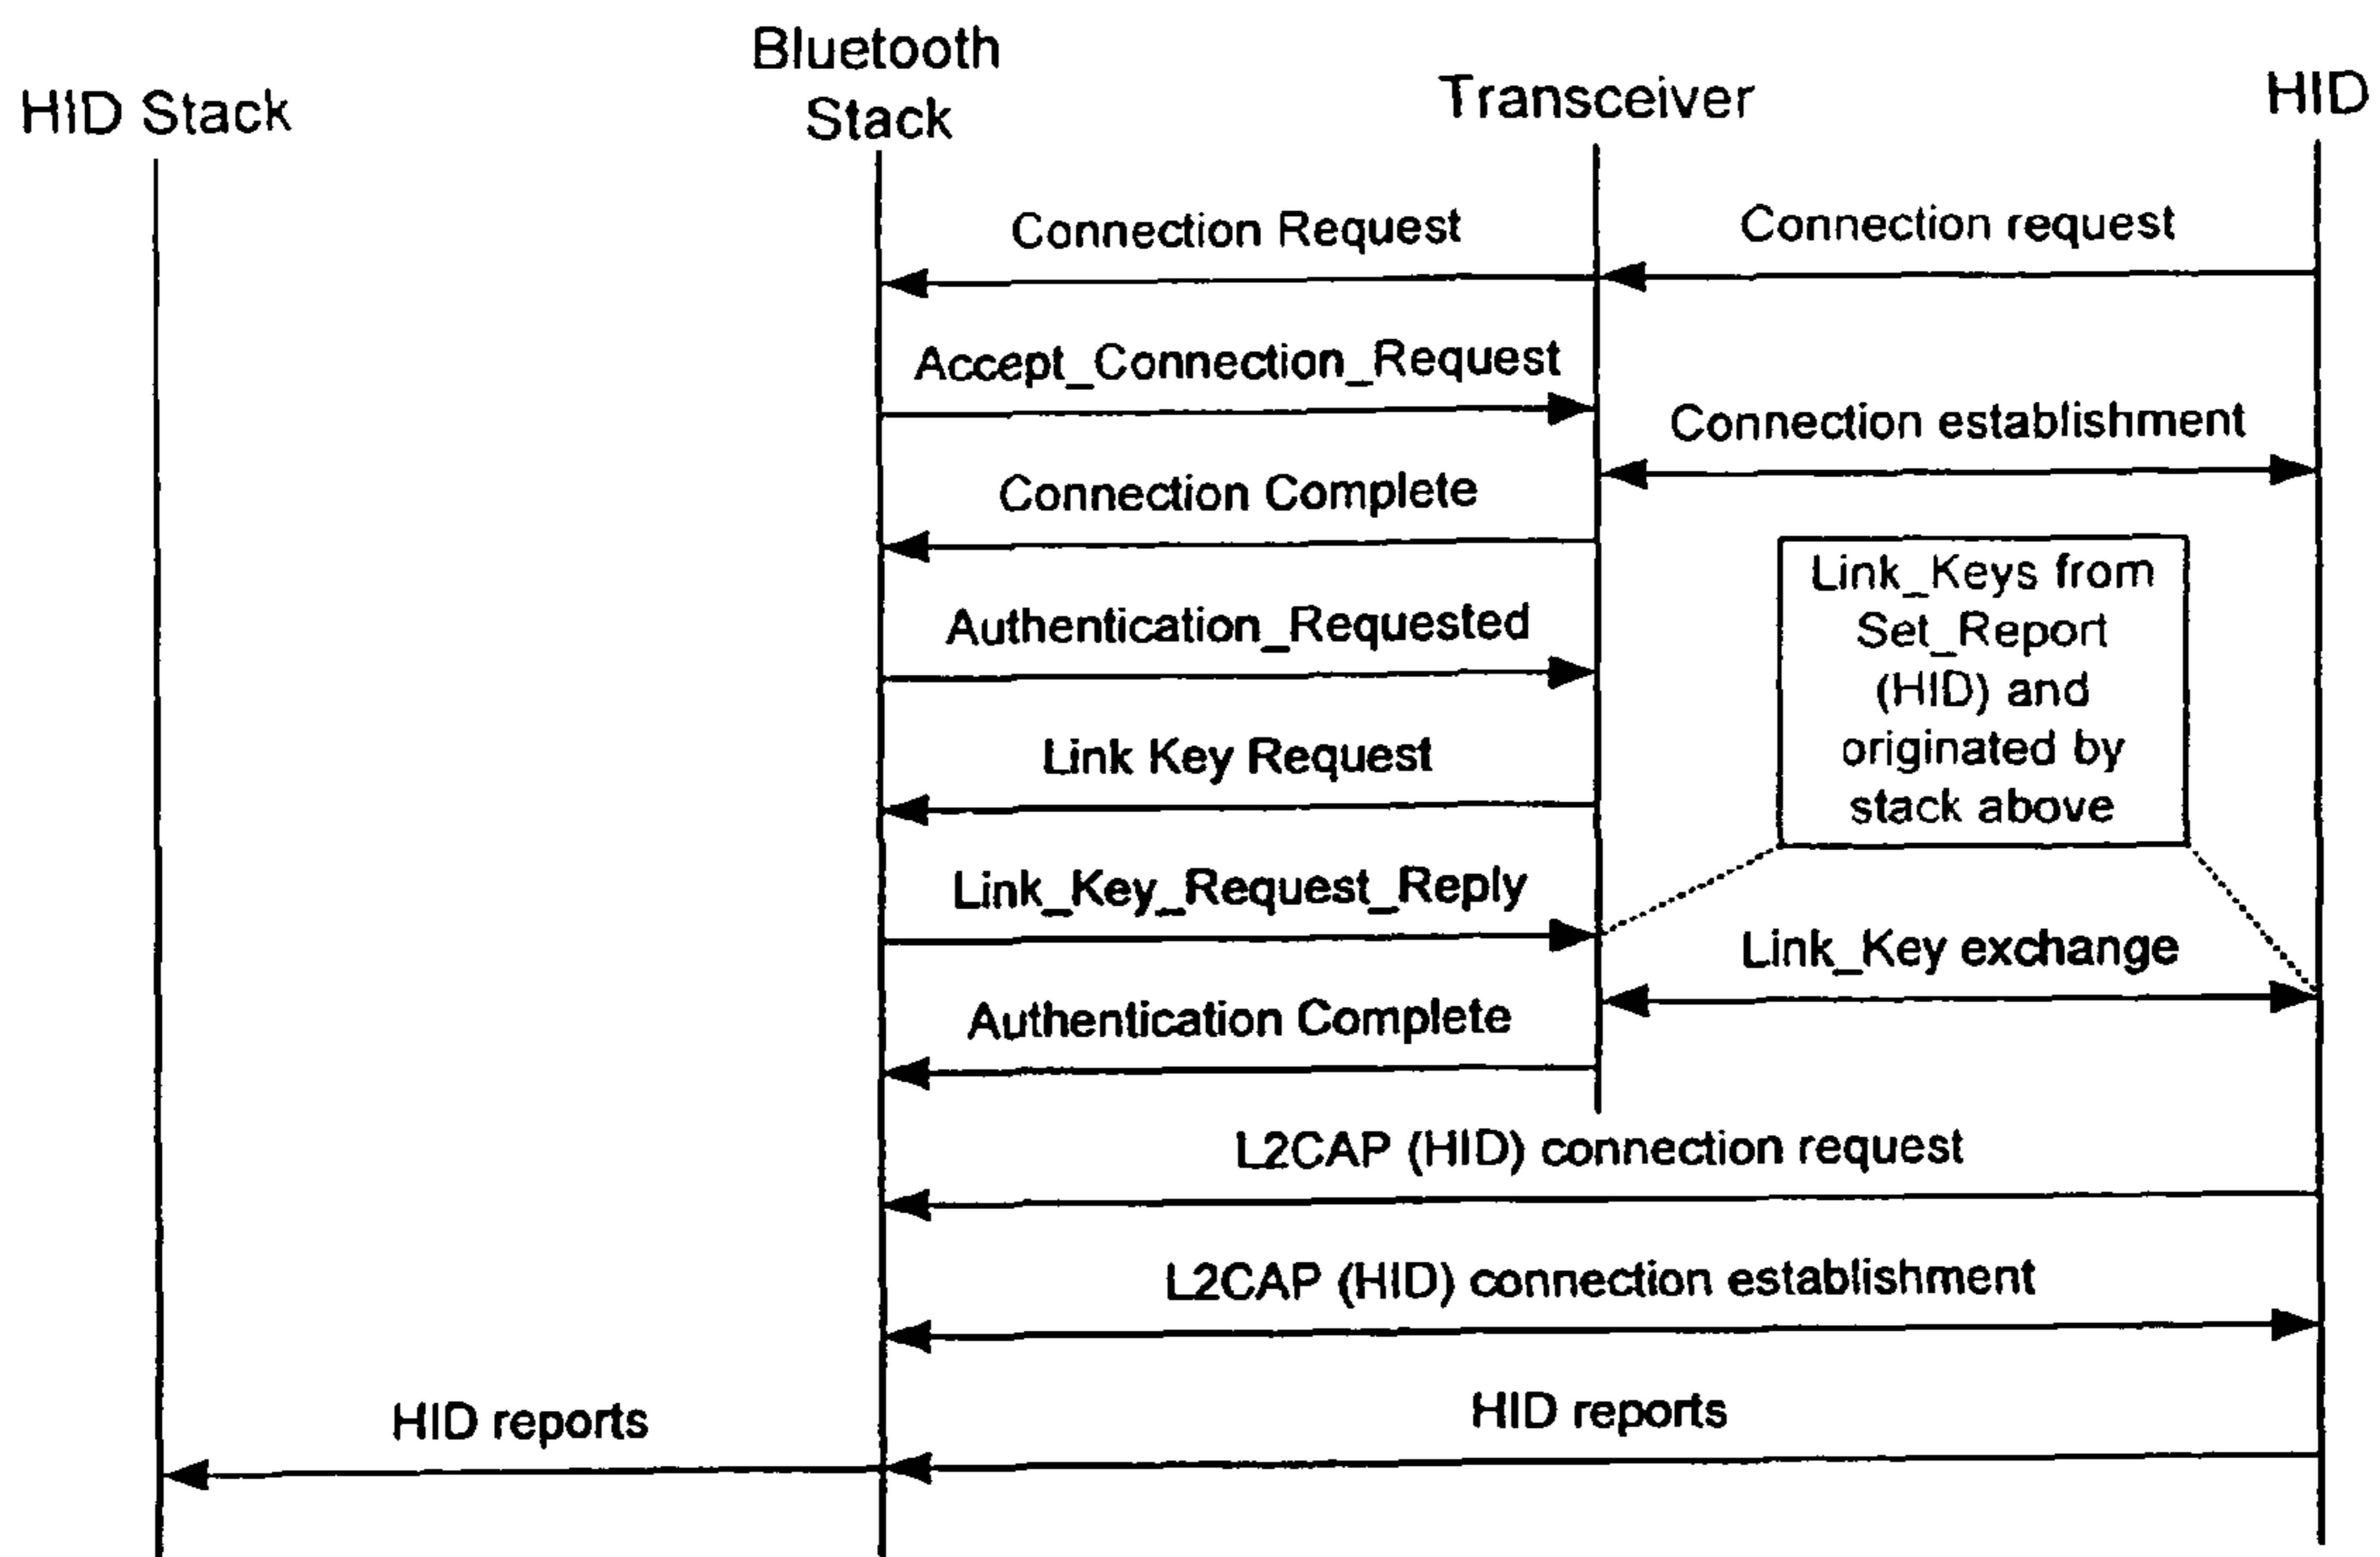 HID Stack
Bluetooth
Stack
Transceiver
HID
Connection Request
Connection request
Accept_Connection_Request
Connection establishment
Connection Complete
Link_Keys from
Set_Report
(HID) and
originated by
stack above
Authentication_Requested
Link Key Request
Link_Key_Request_Reply
Link_Key exchange
Authentication Complete
L2CAP (HID) connection request
L2CAP (HID) connection establishment
HID reports
HID reports